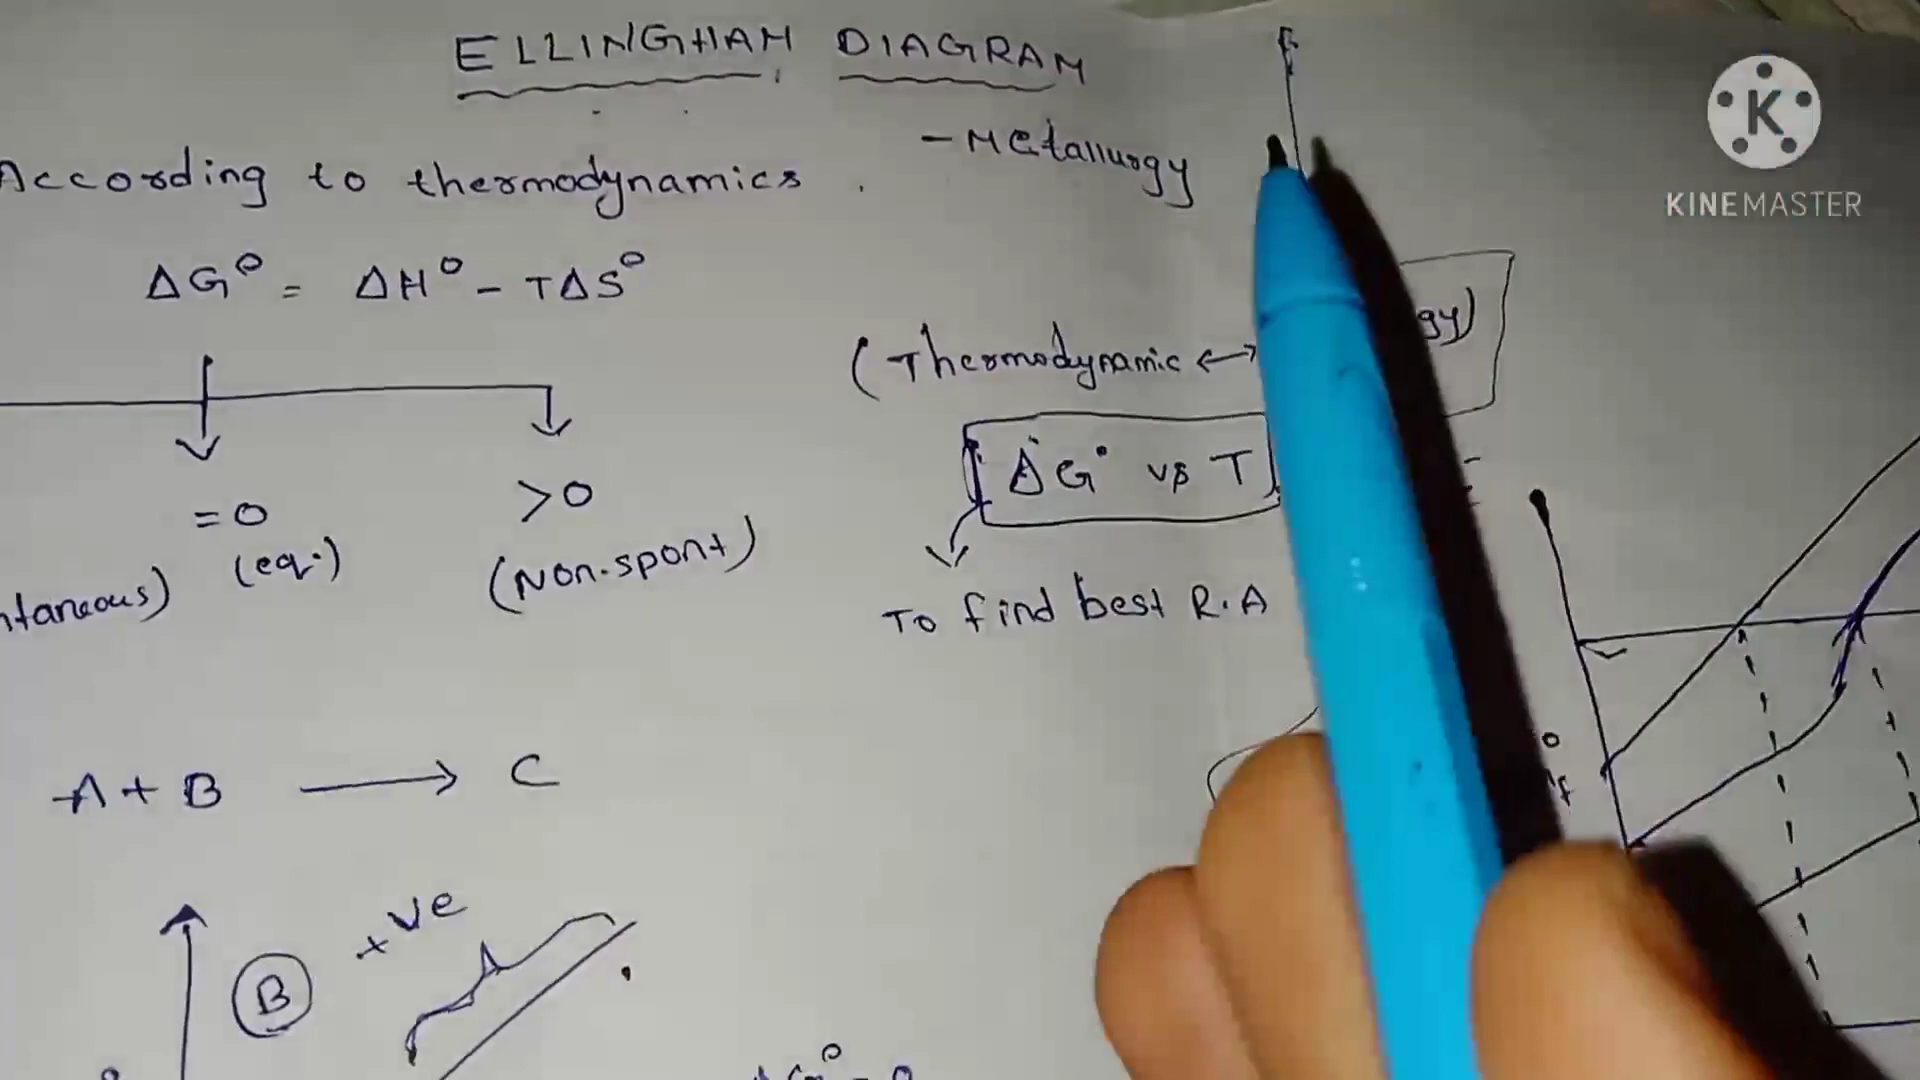 ELLINGHAM DIAGRAM
- Metallurgy
According to thermodynamics
ΔG° = ΔH° - TΔS°
(Thermodynamic ↔
ΔG° vs T
=0
>0
(eq.)
(Non.spont)
To find best R.A
A + B → C
+ve
B
K
KINEMASTER